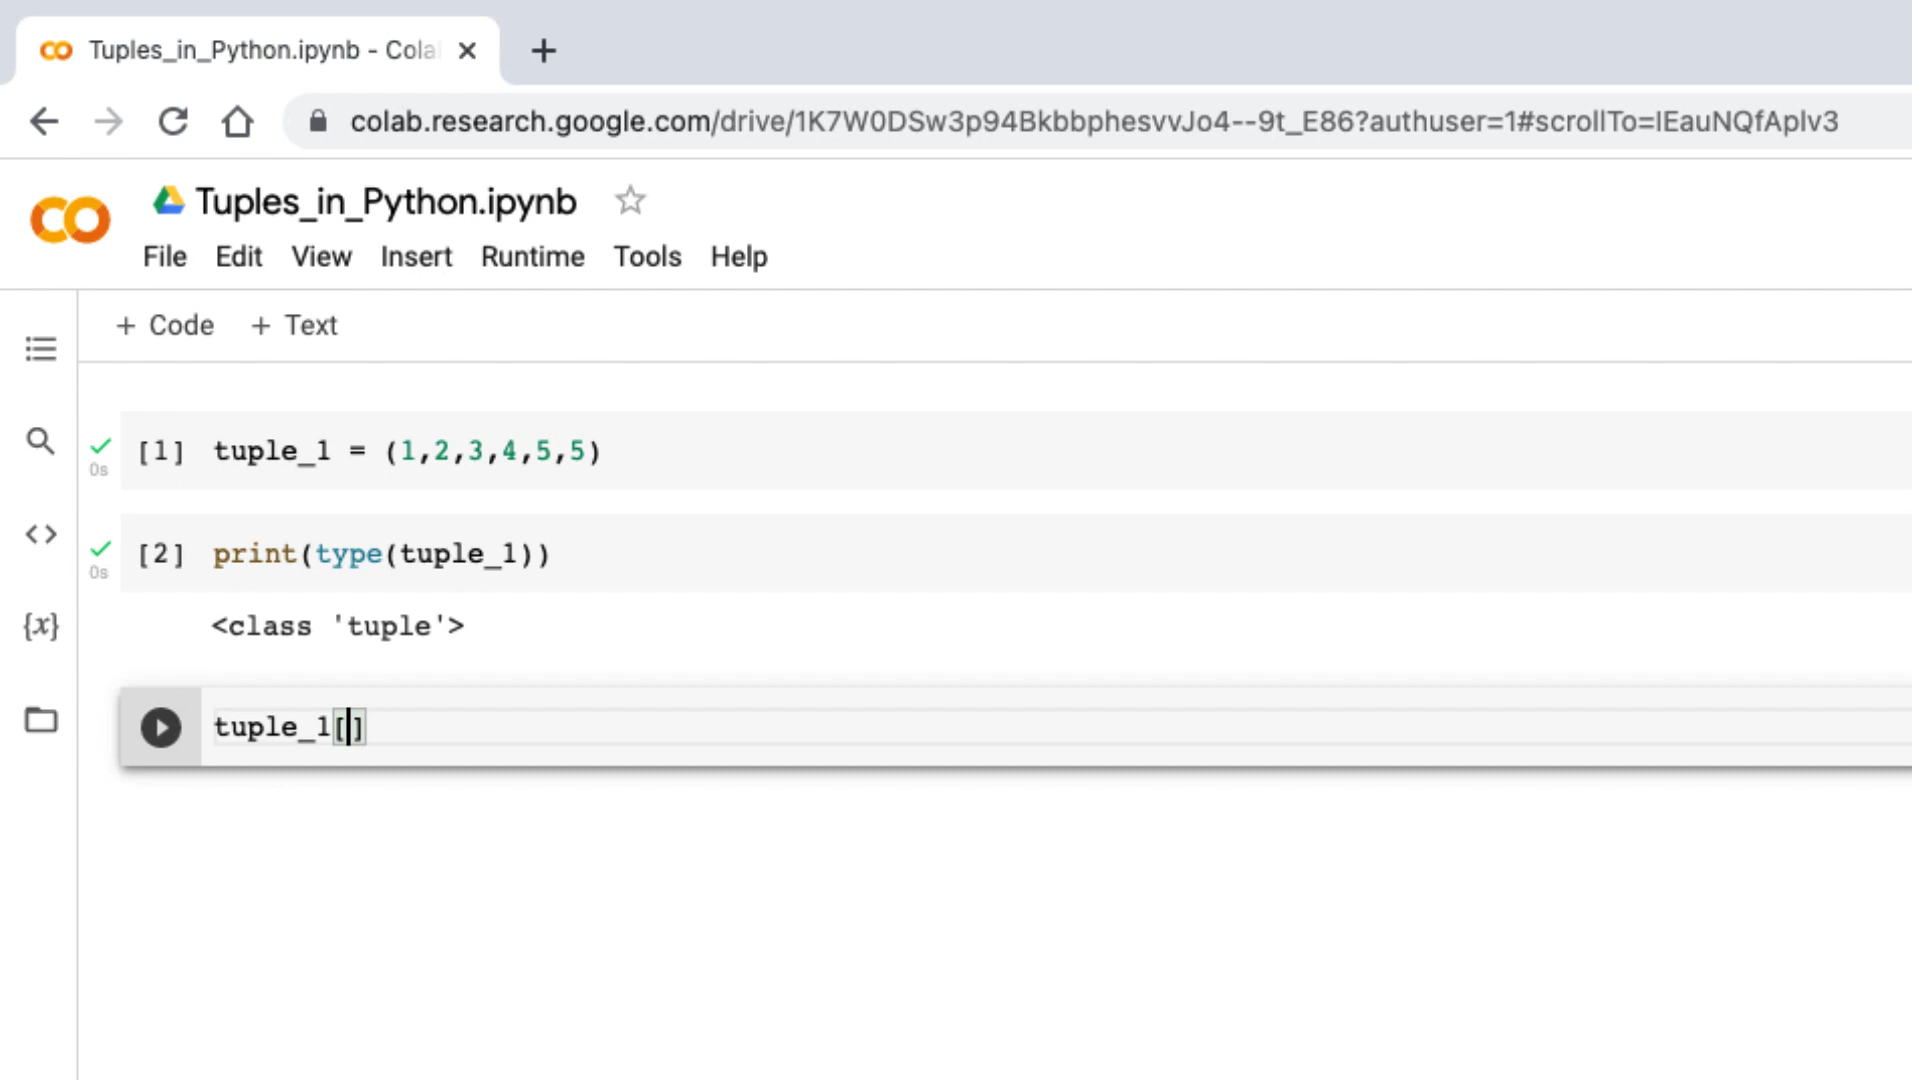 Tuples_in_Python.ipynb - Cola
colab.research.google.com/drive/1K7W0DSw3p94BkbbphesvvJo4--9t_E86?authuser=1#scrollTo=IEauNQfAplv3
Tuples_in_Python.ipynb
File Edit View Insert Runtime Tools Help
+ Code + Text
[1] tuple_1 = (1,2,3,4,5,5)
0s
[2] print(type(tuple_1))
0s
<class 'tuple'>
{x}
tuple_1[]